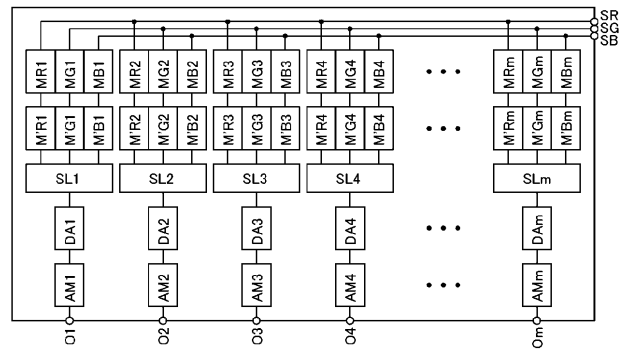 SR
SG
SB
MR1 MG1 MB1 MR2 MG2 MB2 MR3 MG3 MB3 MR4 MG4 MB4 • • • MRm MGm MBm
M'R1 M'G1 M'B1 M'R2 M'G2 M'B2 M'R3 M'G3 M'B3 M'R4 M'G4 M'B4 • • • M'Rm M'Gm M'Bm
SL1 SL2 SL3 SL4 SLm
DA1 DA2 DA3 DA4 • • • DAm
AM1 AM2 AM3 AM4 • • • AMm
O1 O2 O3 O4 Om